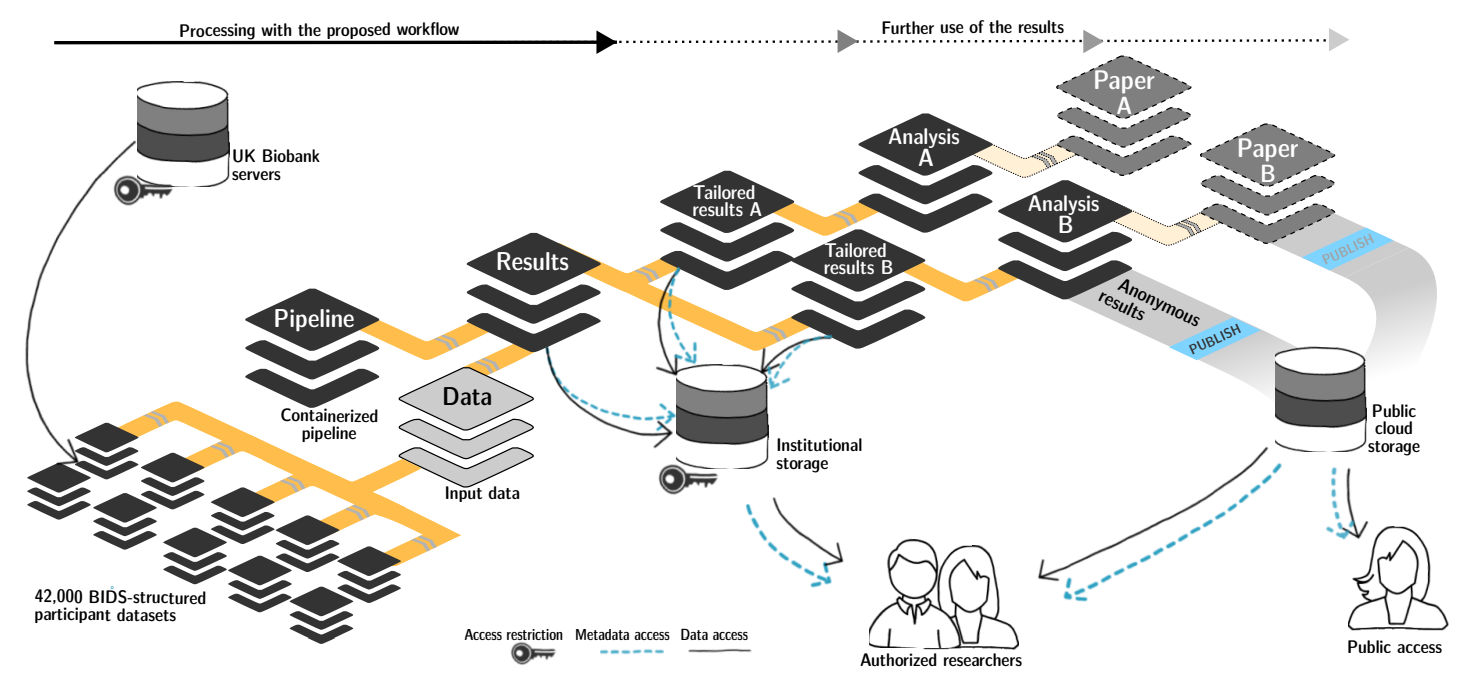 Processing with the proposed workflow
Further use of the results
UK Biobank
servers
Paper
A
Paper
B
Analysis
A
Analysis
B
Tailored
results A
Tailored
results B
Results
Pipeline
Containerized
pipeline
Data
Input data
Anonymous
results
PUBLISH
PUBLISH
Institutional
storage
Public
cloud
storage
42,000 BIDS-structured
participant datasets
Access restriction
Metadata access
Data access
Authorized researchers
Public access